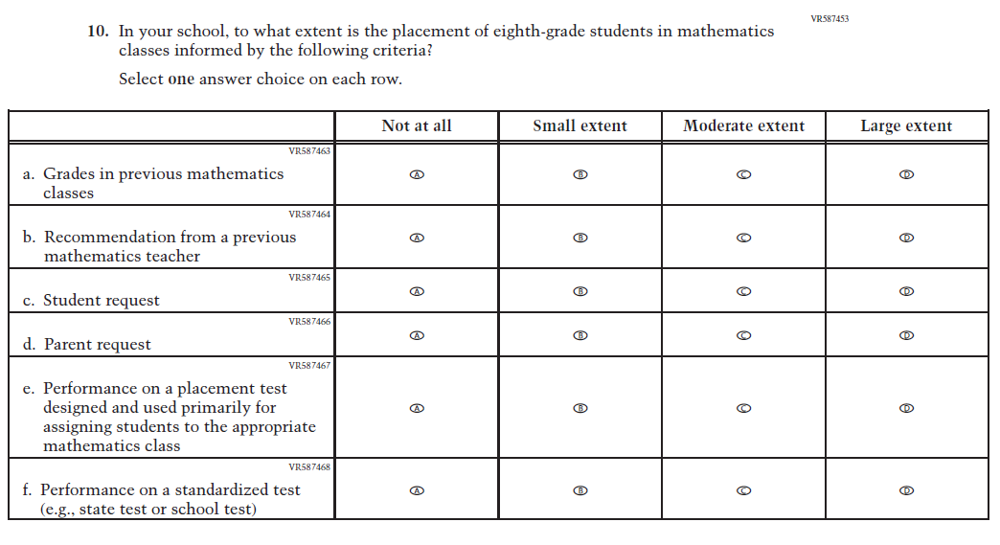 VR587453
10. In your school, to what extent is the placement of eighth-grade students in mathematics
classes informed by the following criteria?
Select one answer choice on each row.
Not at all Small extent Moderate extent Large extent
VR587463
a. Grades in previous mathematics
classes
A B C D
VR587464
b. Recommendation from a previous
mathematics teacher
A B C D
VR587465
c. Student request
A B C D
VR587466
d. Parent request
A B C D
VR587467
e. Performance on a placement test
designed and used primarily for
assigning students to the appropriate
mathematics class
A B C D
VR587468
f. Performance on a standardized test
(e.g., state test or school test)
A B C D